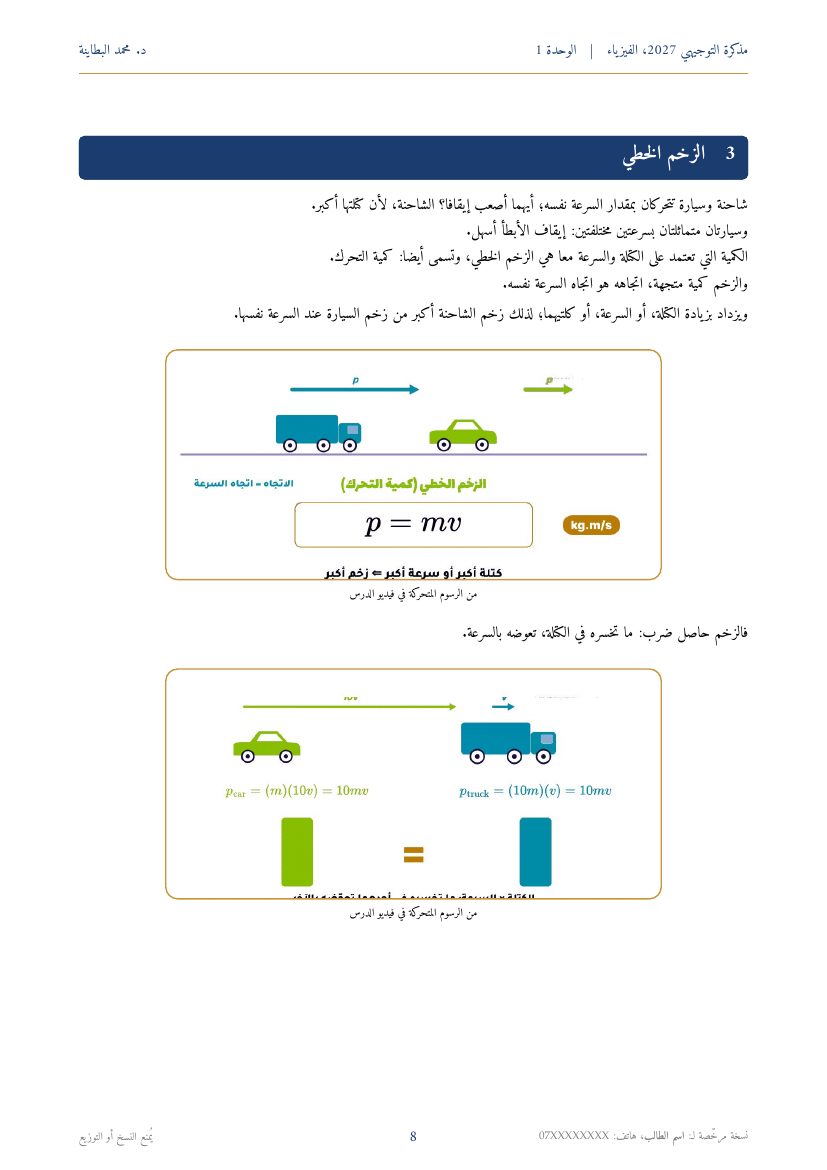 مذكرة التوجيهي 2027، الفيزياء | الوحدة 1
د. محمد البطاينة
3 الزخم الخطي
شاحنة وسيارة تتحركان بمقدار السرعة نفسه؛ أيهما أصعب إيقافا؟ الشاحنة، لأن كتلتها أكبر.
وسيارتان متماثلتان بسرعتين مختلفتين: إيقاف الأبطأ أسهل.
الكمية التي تعتمد على الكتلة والسرعة معا هي الزخم الخطي، وتسمى أيضا: كمية التحرك.
والزخم كمية متجهة، اتجاهه هو اتجاه السرعة نفسه.
ويزداد بزيادة الكتلة، أو السرعة، أو كلتيهما؛ لذلك زخم الشاحنة أكبر من زخم السيارة عند السرعة نفسها.
p
p
الزخم الخطي (كمية التحرك)
الاتجاه = اتجاه السرعة
p = mv
kg.m/s
كتلة أكبر أو سرعة أكبر ⇐ زخم أكبر
من الرسوم المتحركة في فيديو الدرس
فالزخم حاصل ضرب: ما تخسره في الكتلة، تعوضه بالسرعة.
p_car = (m)(10v) = 10mv
p_truck = (10m)(v) = 10mv
=
من الرسوم المتحركة في فيديو الدرس
نسخة مرخّصة لـ: اسم الطالب، هاتف: 07XXXXXXXX
8
يُمنع النسخ أو التوزيع